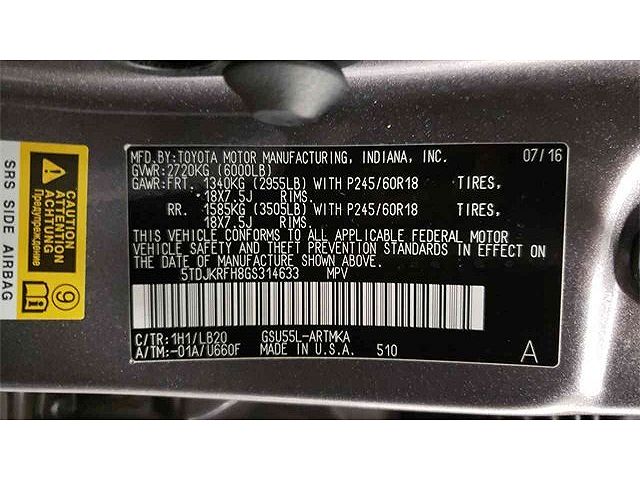 MFD.BY:TOYOTA MOTOR MANUFACTURING, INDIANA, INC. 07/16
GVWR:2720KG (6000LB)
GAWR:FRT. 1340KG (2955LB) WITH P245/60R18 TIRES,
18X7.5J RIMS.
RR. 1585KG (3505LB) WITH P245/60R18 TIRES,
18X7.5J RIMS.
THIS VEHICLE CONFORMS TO ALL APPLICABLE FEDERAL MOTOR
VEHICLE SAFETY AND THEFT PREVENTION STANDARDS IN EFFECT
ON THE DATE OF MANUFACTURE SHOWN ABOVE.
5TDJKRFH8GS314633 MPV
C/TR:1H1/LB20 GSU55L-ARTMKA
A/TM:-01A/U660F MADE IN U.S.A. 510 A
SRS SIDE AIRBAG
CAUTION
ATTENTION
ACHTUNG
Предупреждение
9